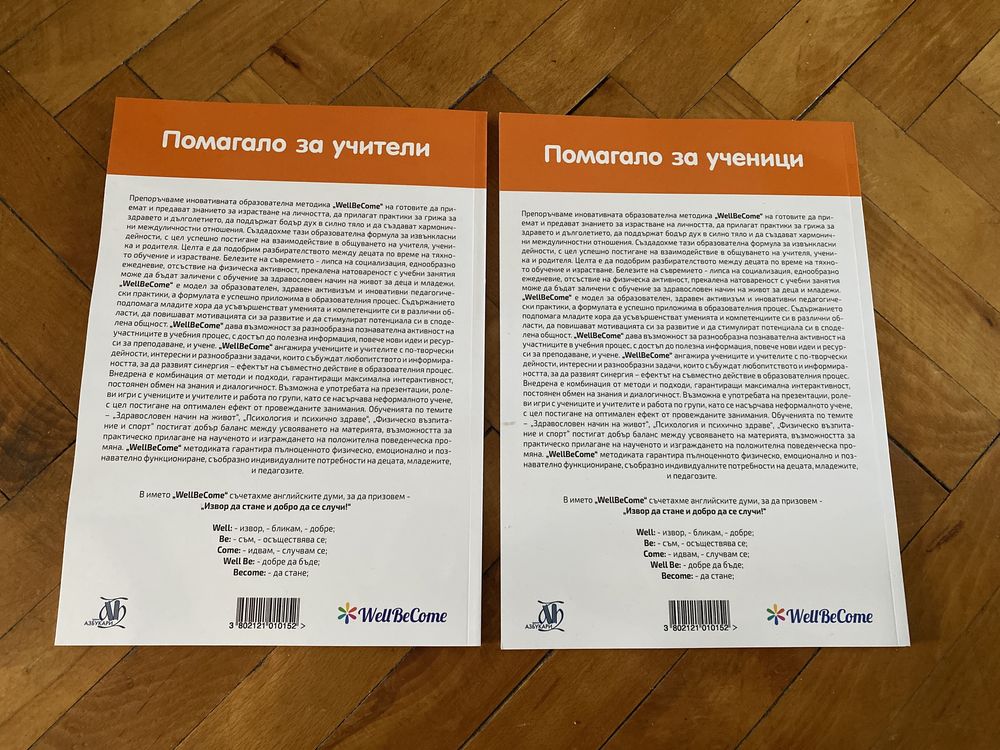 Помагало за учители
Препоръчваме иновативната образователна методика „WellBeCome“ на готовите да при-
емат и предават знанието за израстване на личността, да прилагат практики за грижа за
здравето и дълголетието, да поддържат бодър дух в силно тяло и да създават хармонич-
ни междуличностни отношения. Създадохме тази образователна формула за извънкласни
дейности, с цел успешно постигане на взаимодействие в общуването на учителя, учени-
ка и родителя. Целта е да подобрим разбирателството между децата по време на тяхно-
то обучение и израстване. Белезите на съвремието - липса на социализация, еднообразно
ежедневие, отсъствие на физическа активност, прекалена натовареност с учебни занятия
може да бъдат заличени с обучение за здравословен начин на живот за деца и младежи.
„WellBeCome“ е модел за образователен, здравен активизъм и иновативни педагогиче-
ски практики, а формулата е успешно приложима в образователния процес. Съдържанието
подпомага младите хора да усъвършенстват уменията и компетенциите си в различни обл-
асти, да повишават мотивацията си за развитие и да стимулират потенциала си в споде-
лена общност. „WellBeCome“ дава възможност за разнообразна познавателна активност на
участниците в учебния процес, с достъп до полезна информация, повече нови идеи и ресур-
си за преподаване, и учене. „WellBeCome“ ангажира учениците и учителите с по-творчески
дейности, интересни и разнообразни задачи, които събуждат любопитството и информира-
ността, за да развият синергия – ефектът на съвместно действие в образователния процес.
Внедрена е комбинация от методи и подходи, гарантиращи максимална интерактивност,
постоянен обмен на знания и диалогичност. Възможна е употребата на презентации, роле-
ви игри с учениците и учителите и работа по групи, като се насърчава неформалното учене,
с цел постигане на оптимален ефект от провежданите занимания. Обученията по темите
– „Здравословен начин на живот“, „Психология и психично здраве“, „Физическо възпита-
ние и спорт“ постигат добър баланс между усвояването на материята, възможността за
практическо прилагане на наученото и изграждането на положителна поведенческа про-
мяна. „WellBeCome“ методиката гарантира пълноценното физическо, емоционално и поз-
навателно функциониране, съобразно индивидуалните потребности на децата, младежите,
и педагозите.
В името „WellBeCome“ съчетахме английските думи, за да призовем -
„Извор да стане и добро да се случи!“
Well: - извор, - бликам, - добре;
Be: - съм, - осъществява се;
Come: - идвам, - случвам се;
Well Be: - добре да бъде;
Become: - да стане;
АЗБУКАРИ
3 802121 010152 >
WellBeCome
Помагало за ученици
Препоръчваме иновативната образователна методика „WellBeCome“ на готовите да при-
емат и предават знанието за израстване на личността, да прилагат практики за грижа за
здравето и дълголетието, да поддържат бодър дух в силно тяло и да създават хармонич-
ни междуличностни отношения. Създадохме тази образователна формула за извънкласни
дейности, с цел успешно постигане на взаимодействие в общуването на учителя, учени-
ка и родителя. Целта е да подобрим разбирателството между децата по време на тяхно-
то обучение и израстване. Белезите на съвремието - липса на социализация, еднообразно
ежедневие, отсъствие на физическа активност, прекалена натовареност с учебни занятия
може да бъдат заличени с обучение за здравословен начин на живот за деца и младежи.
„WellBeCome“ е модел за образователен, здравен активизъм и иновативни педагогиче-
ски практики, а формулата е успешно приложима в образователния процес. Съдържанието
подпомага младите хора да усъвършенстват уменията и компетенциите си в различни об-
ласти, да повишават мотивацията си за развитие и да стимулират потенциала си в споде-
лена общност. „WellBeCome“ дава възможност за разнообразна познавателна активност на
участниците в учебния процес, с достъп до полезна информация, повече нови идеи и ресур-
си за преподаване, и учене. „WellBeCome“ ангажира учениците и учителите с по-творчески
дейности, интересни и разнообразни задачи, които събуждат любопитството и информира-
ността, за да развият синергия – ефектът на съвместно действие в образователния процес.
Внедрена е комбинация от методи и подходи, гарантиращи максимална интерактивност,
постоянен обмен на знания и диалогичност. Възможна е употребата на презентации, роле-
ви игри с учениците и учителите и работа по групи, като се насърчава неформалното учене,
с цел постигане на оптимален ефект от провежданите занимания. Обученията по темите
– „Здравословен начин на живот“, „Психология и психично здраве“, „Физическо възпита-
ние и спорт“ постигат добър баланс между усвояването на материята, възможността за
практическо прилагане на наученото и изграждането на положителна поведенческа про-
мяна. „WellBeCome“ методиката гарантира пълноценното физическо, емоционално и поз-
навателно функциониране, съобразно индивидуалните потребности на децата, младежите,
и педагозите.
В името „WellBeCome“ съчетахме английските думи, за да призовем -
„Извор да стане и добро да се случи!“
Well: - извор, - бликам, - добре;
Be: - съм, - осъществява се;
Come: - идвам, - случвам се;
Well Be: - добре да бъде;
Become: - да стане;
АЗБУКАРИ
3 802121 010152 >
WellBeCome